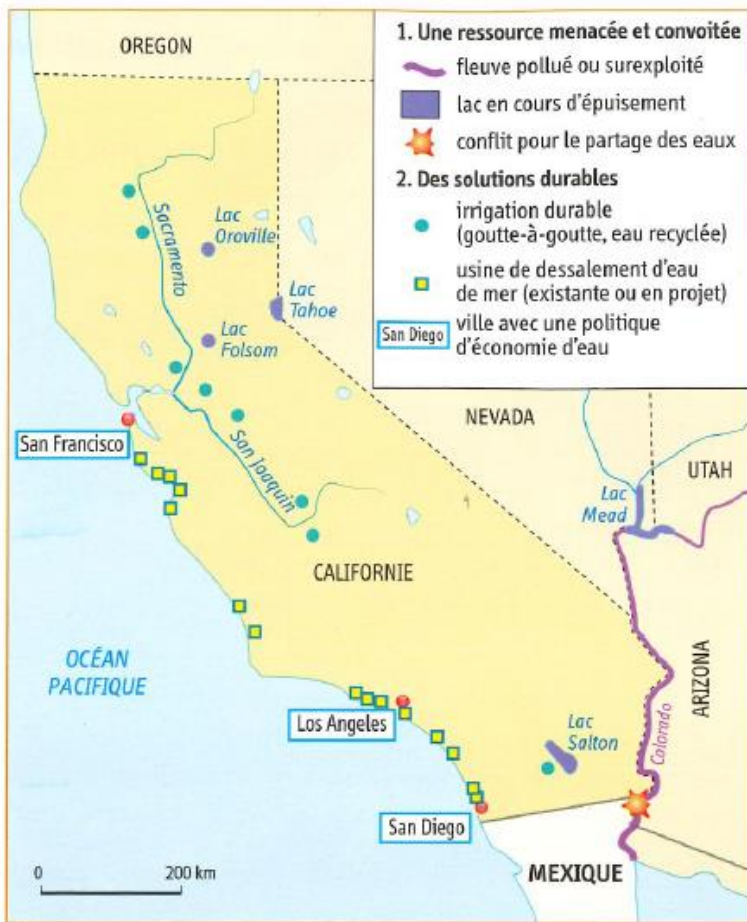 OREGON
1. Une ressource menacée et convoitée
fleuve pollué ou surexploité
lac en cours d'épuisement
conflit pour le partage des eaux
2. Des solutions durables
irrigation durable
(goutte-à-goutte, eau recyclée)
usine de dessalement d'eau
de mer (existante ou en projet)
San Diego
ville avec une politique
d'économie d'eau
Sacramento
Lac
Oroville
Lac
Tahoe
Lac
Folsom
NEVADA
San Francisco
San Joaquin
UTAH
Lac
Mead
CALIFORNIE
OCÉAN
PACIFIQUE
ARIZONA
Los Angeles
Lac
Salton
Colorado
San Diego
MEXIQUE
0 200 km